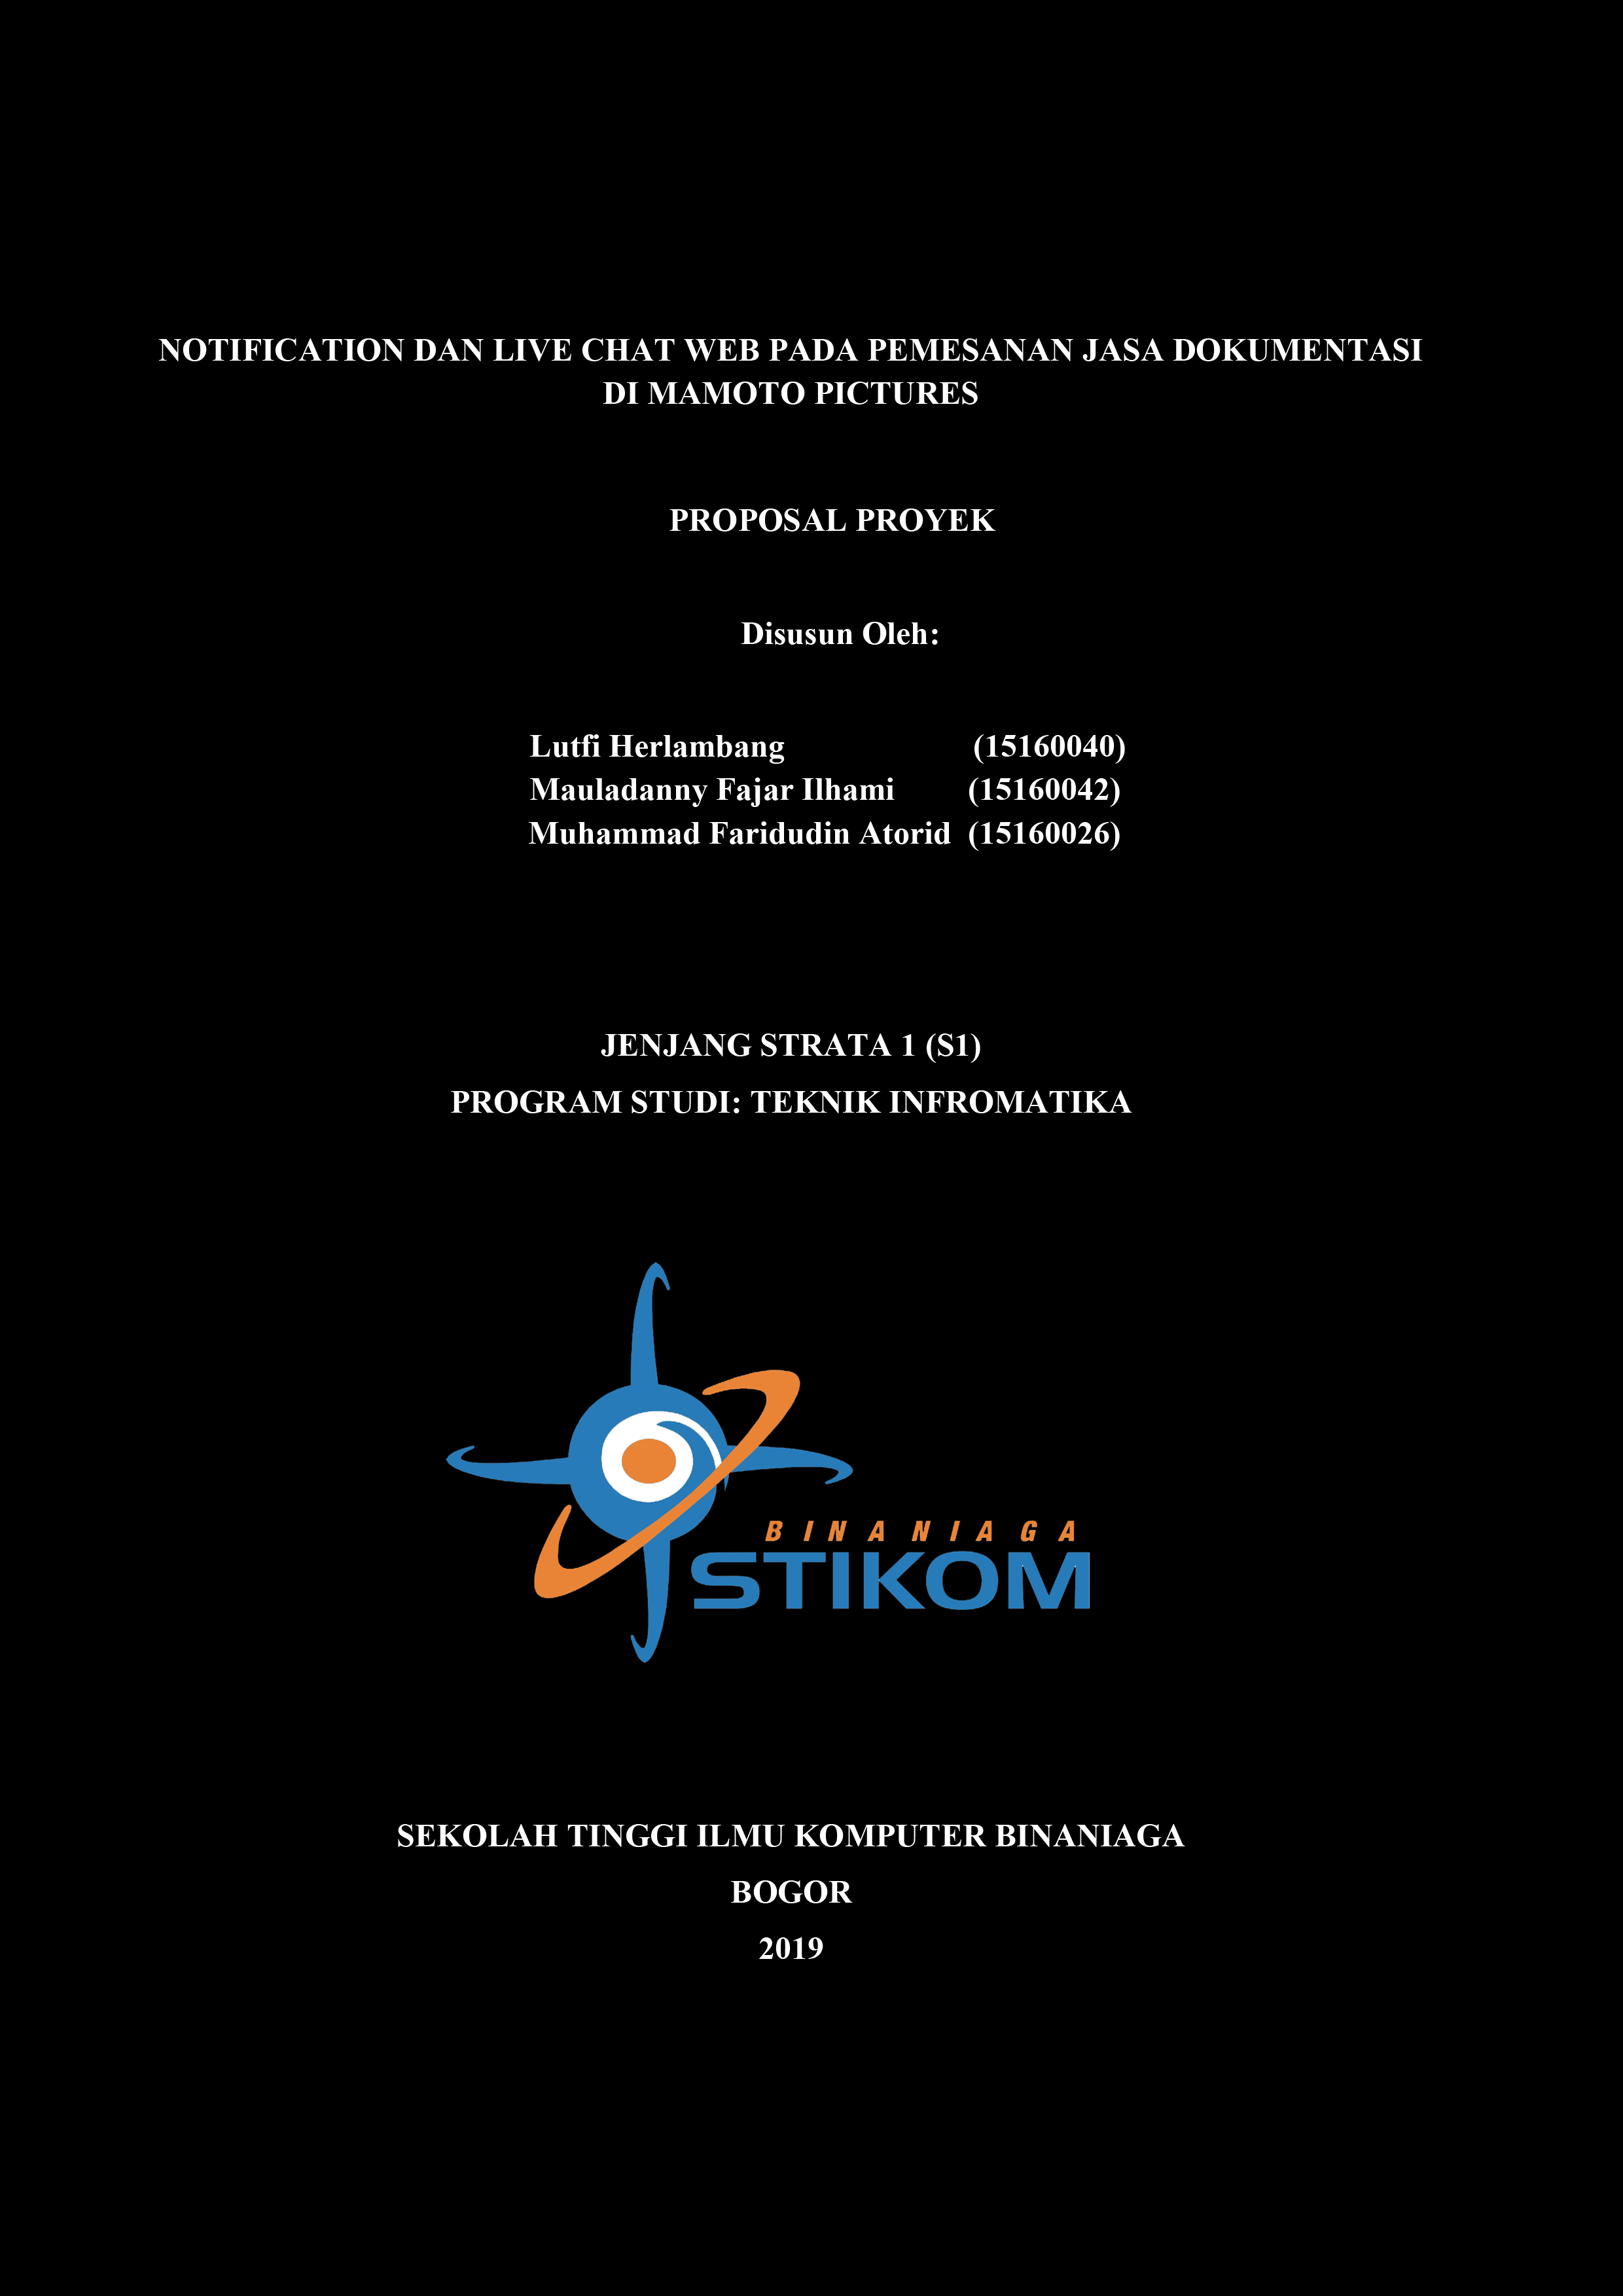 NOTIFICATION DAN LIVE CHAT WEB PADA PEMESANAN JASA DOKUMENTASI
DI MAMOTO PICTURES
PROPOSAL PROYEK
Disusun Oleh:
Lutfi Herlambang (15160040)
Mauladanny Fajar Ilhami (15160042)
Muhammad Faridudin Atorid (15160026)
JENJANG STRATA 1 (S1)
PROGRAM STUDI: TEKNIK INFROMATIKA
BINANIAGA
STIKOM
SEKOLAH TINGGI ILMU KOMPUTER BINANIAGA
BOGOR
2019